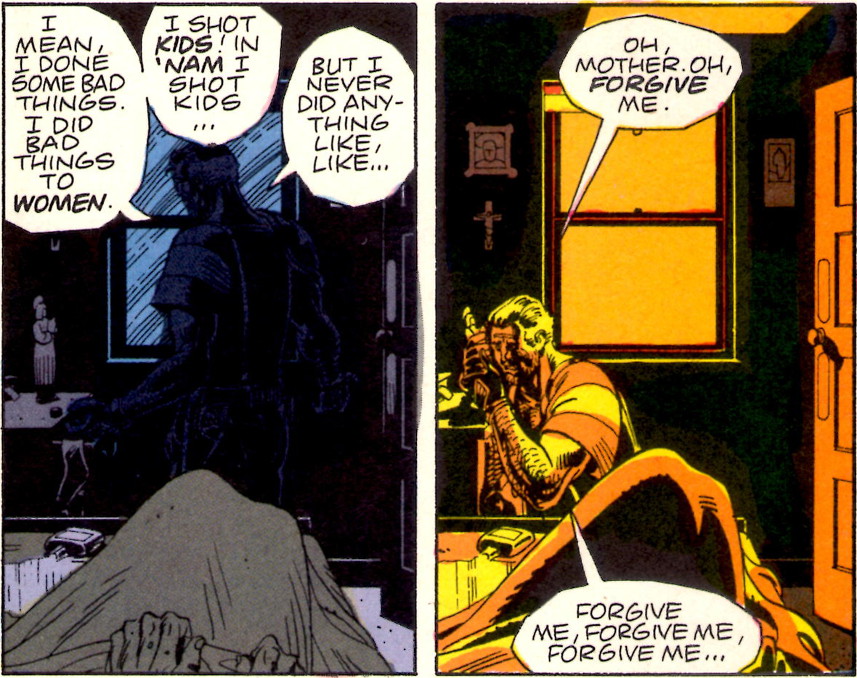 I
MEAN,
I DONE
SOME BAD
THINGS.
I DID
BAD
THINGS
TO
WOMEN.
I SHOT
KIDS! IN
'NAM I
SHOT
KIDS
...
BUT I
NEVER
DID ANY-
THING
LIKE,
LIKE...
OH,
MOTHER. OH,
FORGIVE
ME.
FORGIVE
ME, FORGIVE ME,
FORGIVE ME...